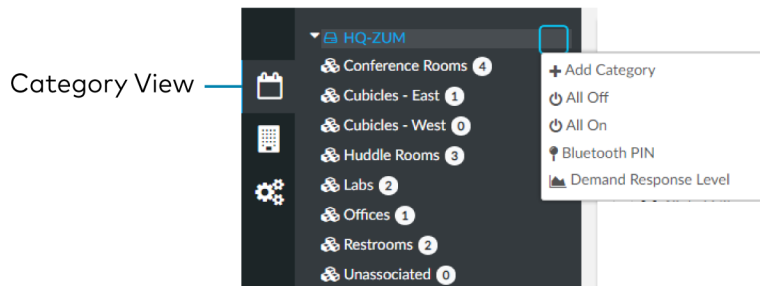 HQ-ZUM
Conference Rooms 4
Category View
Cubicles - East 1
Cubicles - West 0
Huddle Rooms 3
Labs 2
Offices 1
Restrooms 2
Unassociated 0
Add Category
All Off
All On
Bluetooth PIN
Demand Response Level